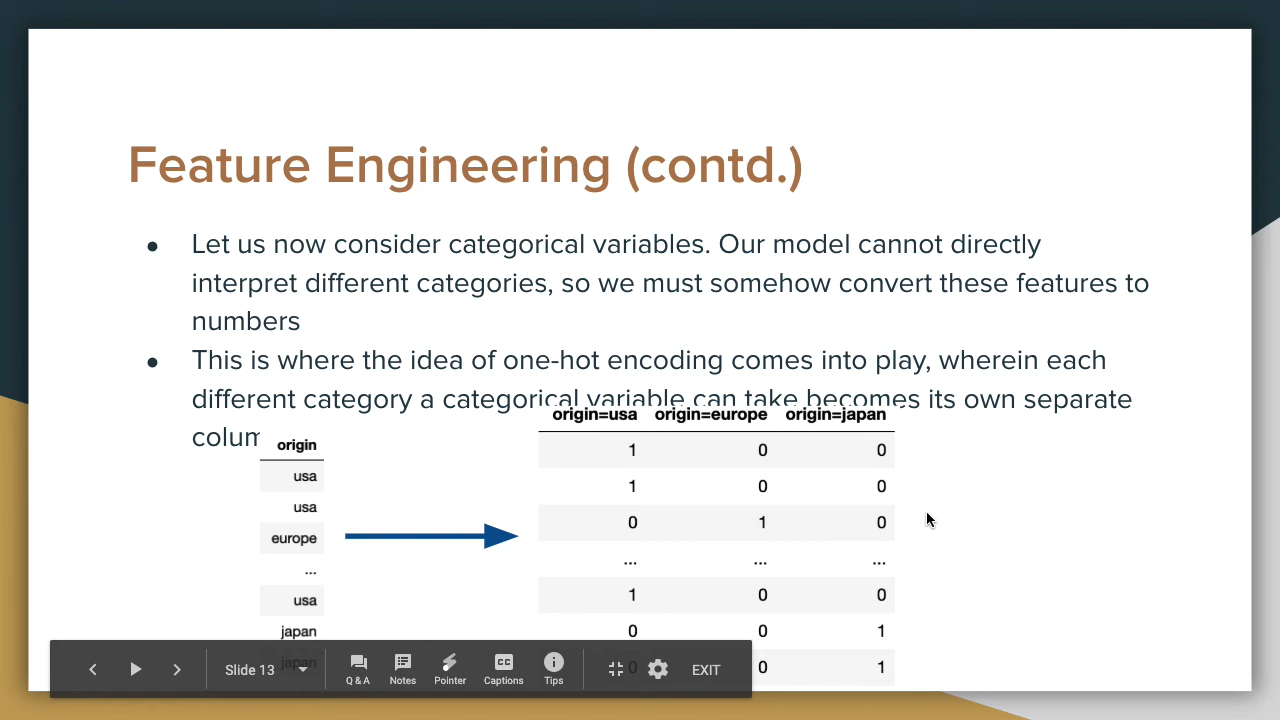 Feature Engineering (contd.)
● Let us now consider categorical variables. Our model cannot directly
interpret different categories, so we must somehow convert these features to
numbers
● This is where the idea of one-hot encoding comes into play, wherein each
different category a categorical variable can take becomes its own separate
colum
origin
usa
usa
europe
...
usa
japan
japan
origin=usa origin=europe origin=japan
1 0 0
1 0 0
0 1 0
... ... ...
1 0 0
0 0 1
0 0 1
Slide 13
Q & A Notes Pointer Captions Tips
CC
EXIT